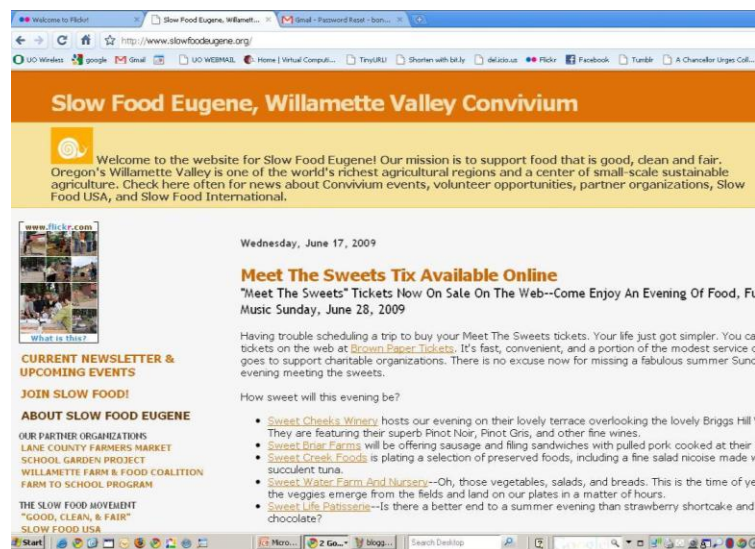 Welcome to Flickr!
Slow Food Eugene, Willamett...
Gmail - Password Reset - bon...
http://www.slowfoodeugene.org/
UO Wireless google Gmail UO WEBMAIL Home | Virtual Computi... TinyURL! Shorten with bit.ly del.icio.us Flickr Facebook Tumblr A Chancellor Urges Coll...
Slow Food Eugene, Willamette Valley Convivium
Welcome to the website for Slow Food Eugene! Our mission is to support food that is good, clean and fair.
Oregon's Willamette Valley is one of the world's richest agricultural regions and a center of small-scale sustainable
agriculture. Check here often for news about Convivium events, volunteer opportunities, partner organizations, Slow
Food USA, and Slow Food International.
www.flickr.com
What is this?
CURRENT NEWSLETTER &
UPCOMING EVENTS
JOIN SLOW FOOD!
ABOUT SLOW FOOD EUGENE
OUR PARTNER ORGANIZATIONS
LANE COUNTY FARMERS MARKET
SCHOOL GARDEN PROJECT
WILLAMETTE FARM & FOOD COALITION
FARM TO SCHOOL PROGRAM
THE SLOW FOOD MOVEMENT
"GOOD, CLEAN, & FAIR"
SLOW FOOD USA
Wednesday, June 17, 2009
Meet The Sweets Tix Available Online
"Meet The Sweets" Tickets Now On Sale On The Web--Come Enjoy An Evening Of Food, Fu
Music Sunday, June 28, 2009
Having trouble scheduling a trip to buy your Meet The Sweets tickets. Your life just got simpler. You ca
tickets on the web at Brown Paper Tickets. It's fast, convenient, and a portion of the modest service c
goes to support charitable organizations. There is no excuse now for missing a fabulous summer Sund
evening meeting the sweets.
How sweet will this evening be?
Sweet Cheeks Winery hosts our evening on their lovely terrace overlooking the lovely Briggs Hill
They are featuring their superb Pinot Noir, Pinot Gris, and other fine wines.
Sweet Briar Farms will be offering sausage and filing sandwiches with pulled pork cooked at their
Sweet Creek Foods is plating a selection of preserved foods, including a fine salad nicoise made w
succulent tuna.
Sweet Water Farm And Nursery--Oh, those vegetables, salads, and breads. This is the time of ye
the veggies emerge from the fields and land on our plates in a matter of hours.
Sweet Life Patisserie--Is there a better end to a summer evening than strawberry shortcake and
chocolate?
Start Micro... 2 Go... blogg... Search Desktop